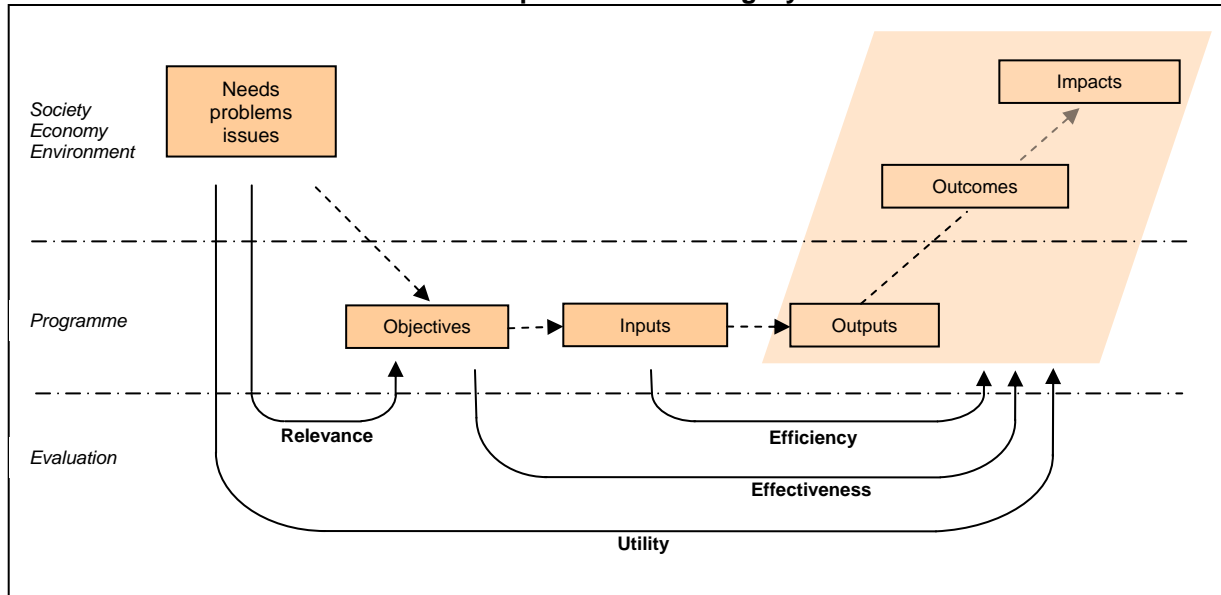 Needs
problems
issues
Impacts
Society
Economy
Environment
Outcomes
Programme
Objectives
Inputs
Outputs
Relevance
Efficiency
Evaluation
Effectiveness
Utility